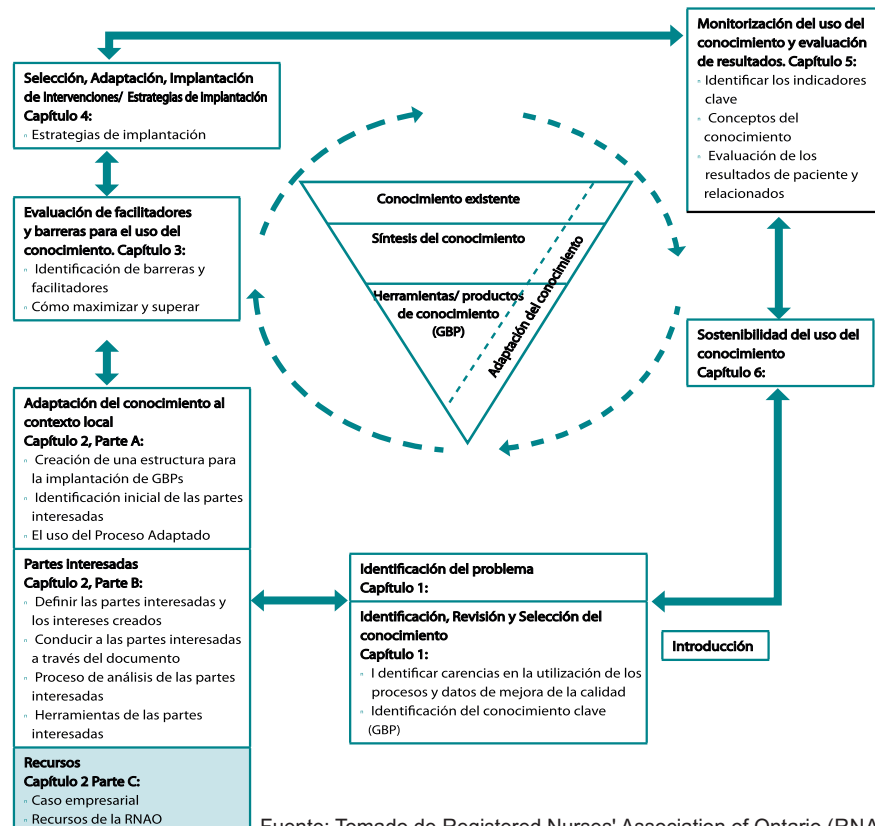 Selección, Adaptación, Implantación
de Intervenciones/ Estrategias de Implantación
Capítulo 4:
▫ Estrategias de implantación
Evaluación de facilitadores
y barreras para el uso del
conocimiento. Capítulo 3:
▫ Identificación de barreras y
facilitadores
▫ Cómo maximizar y superar
Adaptación del conocimiento al
contexto local
Capítulo 2, Parte A:
▫ Creación de una estructura para
la implantación de GBPs
▫ Identificación inicial de las partes
interesadas
▫ El uso del Proceso Adaptado
Partes interesadas
Capítulo 2, Parte B:
▫ Definir las partes interesadas y
los intereses creados
▫ Conducir a las partes interesadas
a través del documento
▫ Proceso de análisis de las partes
interesadas
▫ Herramientas de las partes
interesadas
Recursos
Capítulo 2 Parte C:
▫ Caso empresarial
▫ Recursos de la RNAO
Conocimiento existente
Síntesis del conocimiento
Herramientas/ productos
de conocimiento
(GBP)
Adaptación del conocimiento
Identificación del problema
Capítulo 1:
Identificación, Revisión y Selección del
conocimiento
Capítulo 1:
▫ I dentificar carencias en la utilización de los
procesos y datos de mejora de la calidad
▫ Identificación del conocimiento clave
(GBP)
Monitorización del uso del
conocimiento y evaluación
de resultados. Capítulo 5:
▫ Identificar los indicadores
clave
▫ Conceptos del
conocimiento
▫ Evaluación de los
resultados de paciente y
relacionados
Sostenibilidad del uso del
conocimiento
Capítulo 6:
Introducción
Fuente: Tomado de Registered Nurses' Association of Ontario (RNA